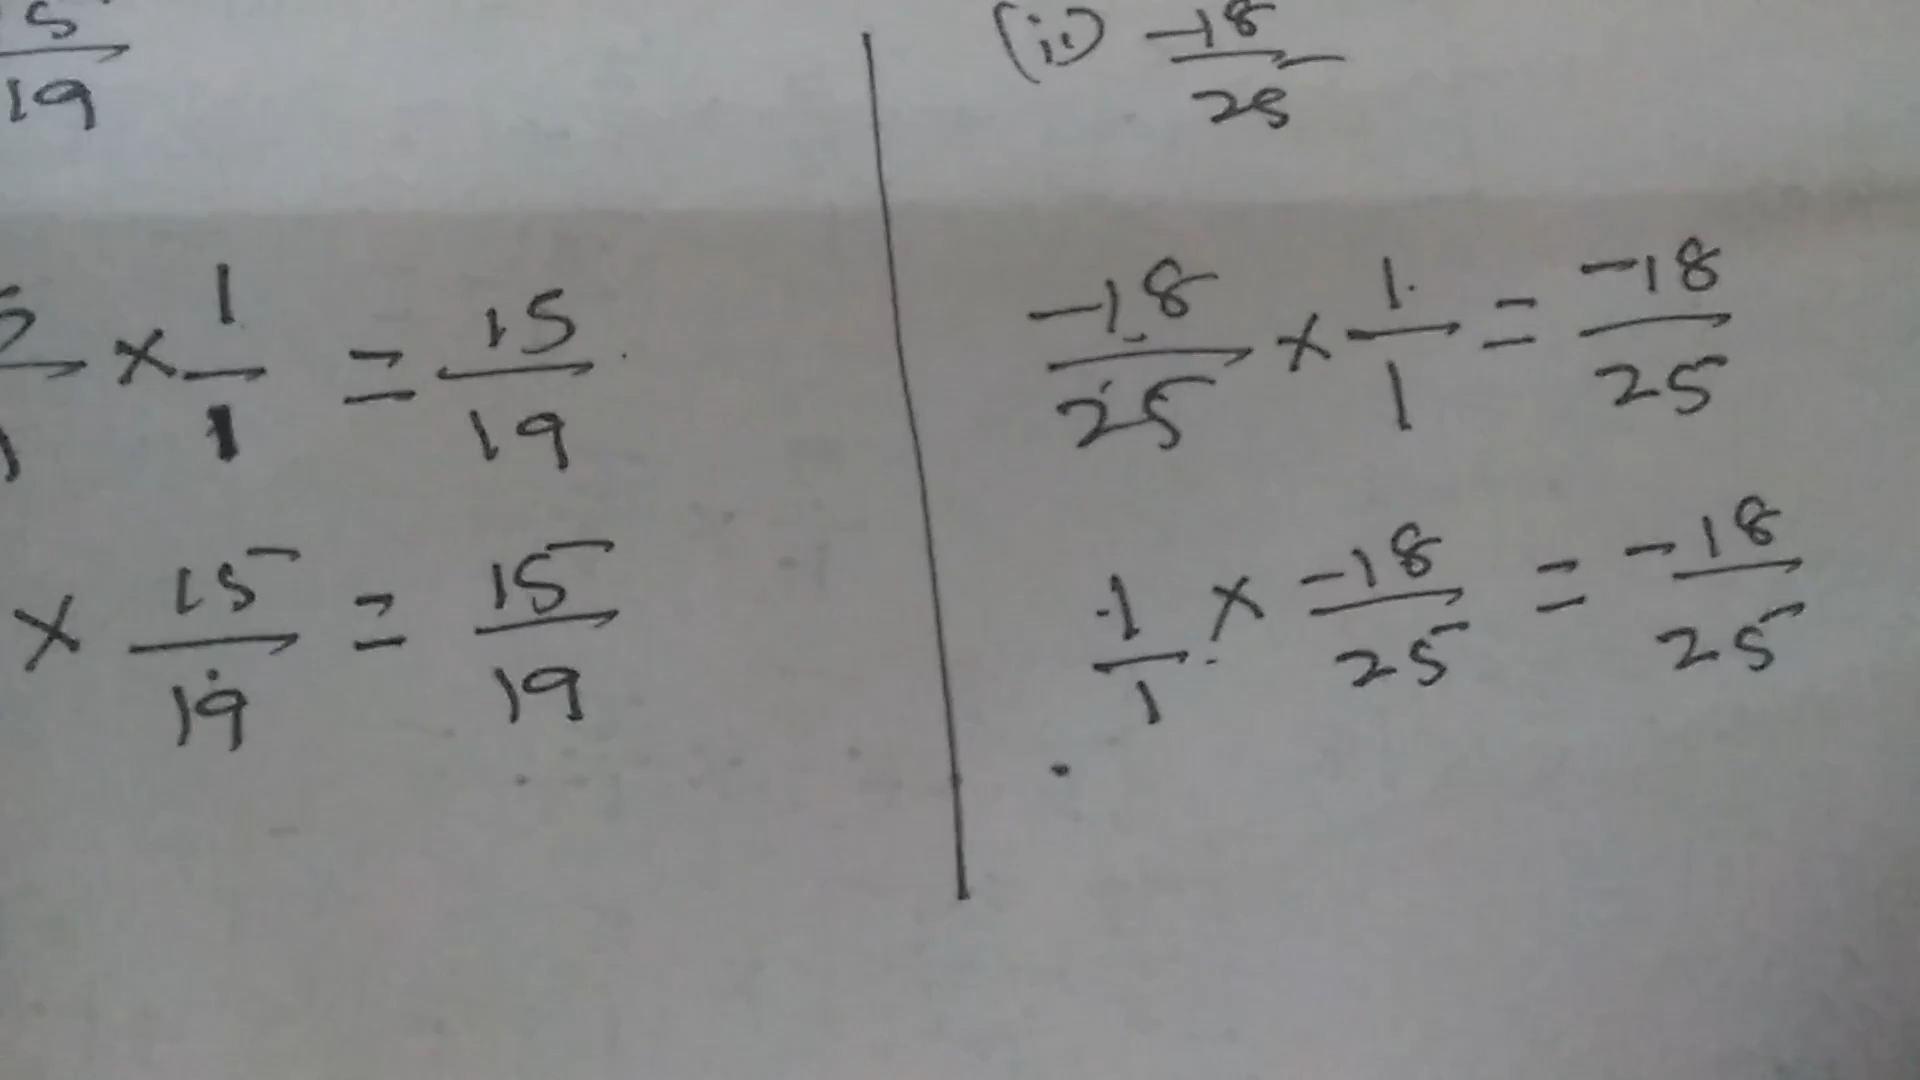 15/19
× 1/1 = 15/19
× 15/19 = 15/19
(ii) -18/25
-18/25 × 1/1 = -18/25
1/1 × -18/25 = -18/25